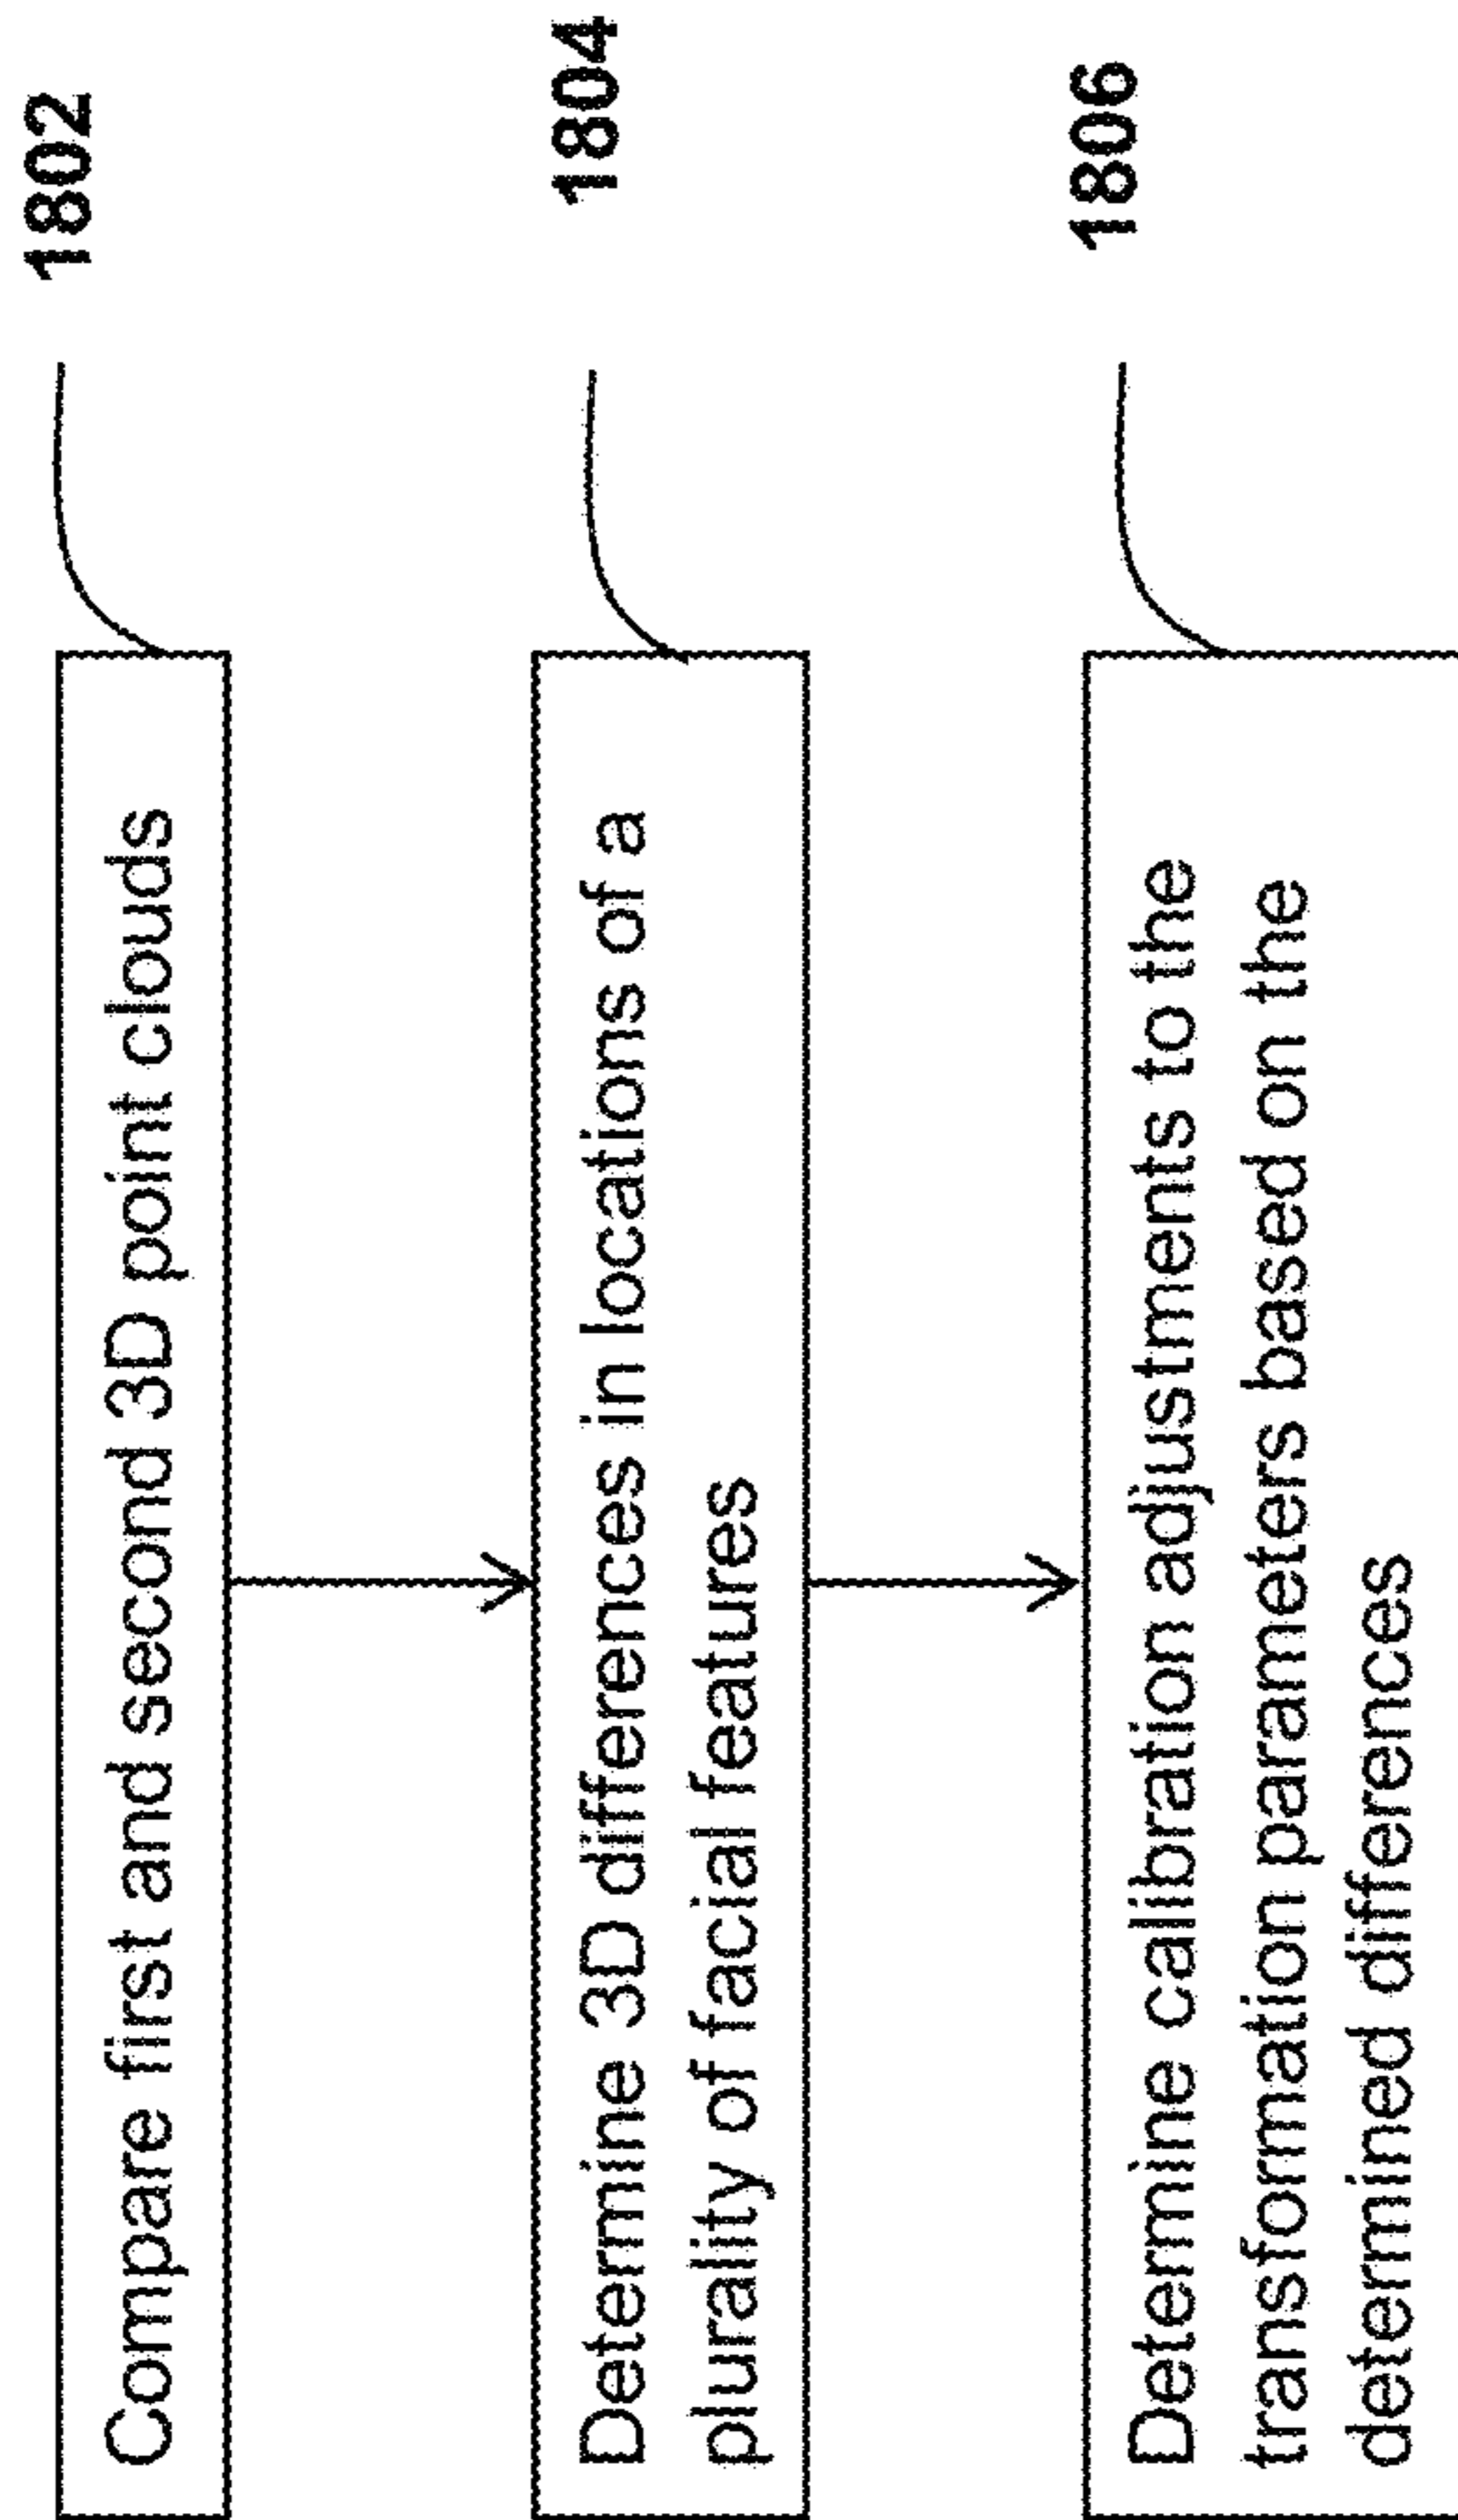 Compare first and second 3D point clouds
1802
Determine 3D differences in locations of a
plurality of facial features
1804
Determine calibration adjustments to the
transformation parameters based on the
determined differences
1806